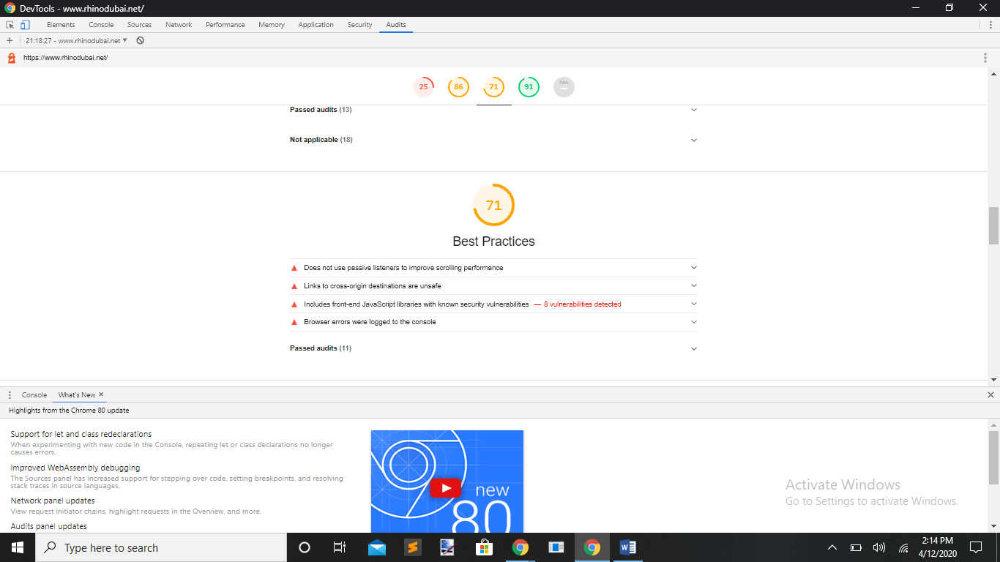 DevTools - www.rhinodubai.net/
Elements Console Sources Network Performance Memory Application Security Audits
21:18:27 - www.rhinodubai.net
https://www.rhinodubai.net/
25 86 71 91 PWA
Passed audits (13)
Not applicable (18)
71
Best Practices
Does not use passive listeners to improve scrolling performance
Links to cross-origin destinations are unsafe
Includes front-end JavaScript libraries with known security vulnerabilities — 8 vulnerabilities detected
Browser errors were logged to the console
Passed audits (11)
Console What's New
Highlights from the Chrome 80 update
Support for let and class redeclarations
When experimenting with new code in the Console, repeating let or class declarations no longer
causes errors.
Improved WebAssembly debugging
The Sources panel has increased support for stepping over code, setting breakpoints, and resolving
stack traces in source languages.
Network panel updates
View request initiator chains, highlight requests in the Overview, and more.
Audits panel updates
new
80
Activate Windows
Go to Settings to activate Windows.
Type here to search
2:14 PM
4/12/2020